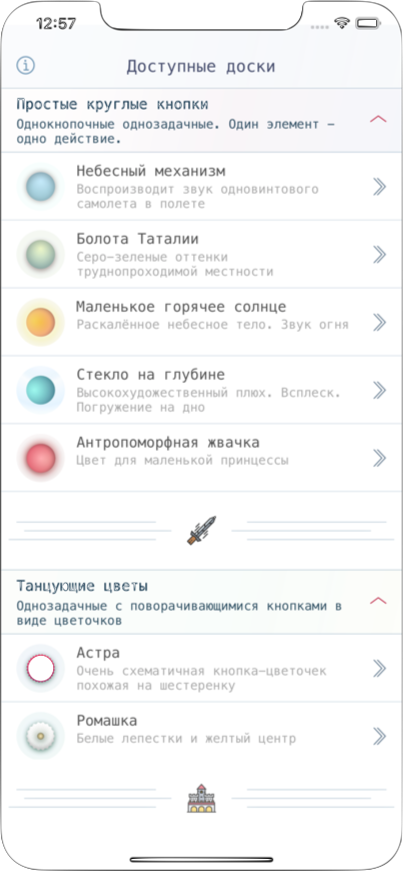 12:57
Доступные доски
Простые круглые кнопки
Однокнопочные однозадачные. Один элемент –
одно действие.
Небесный механизм
Воспроизводит звук одновинтового
самолета в полете
Болота Таталии
Серо-зеленые оттенки
труднопроходимой местности
Маленькое горячее солнце
Раскалённое небесное тело. Звук огня
Стекло на глубине
Высокохудожественный плюх. Всплеск.
Погружение на дно
Антропоморфная жвачка
Цвет для маленькой принцессы
Танцующие цветы
Однозадачные с поворачивающимися кнопками в
виде цветочков
Астра
Очень схематичная кнопка-цветочек
похожая на шестеренку
Ромашка
Белые лепестки и желтый центр